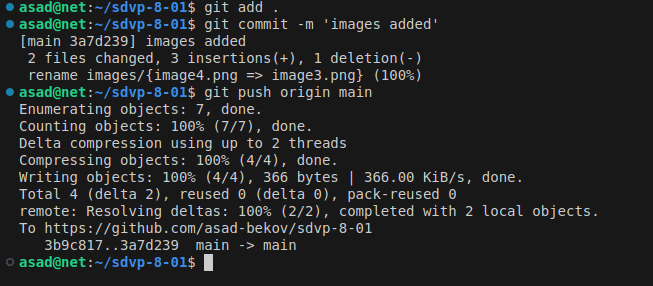 asad@net:~/sdvp-8-01$ git add .
asad@net:~/sdvp-8-01$ git commit -m 'images added'
[main 3a7d239] images added
 2 files changed, 3 insertions(+), 1 deletion(-)
 rename images/{image4.png => image3.png} (100%)
asad@net:~/sdvp-8-01$ git push origin main
Enumerating objects: 7, done.
Counting objects: 100% (7/7), done.
Delta compression using up to 2 threads
Compressing objects: 100% (4/4), done.
Writing objects: 100% (4/4), 366 bytes | 366.00 KiB/s, done.
Total 4 (delta 2), reused 0 (delta 0), pack-reused 0
remote: Resolving deltas: 100% (2/2), completed with 2 local objects.
To https://github.com/asad-bekov/sdvp-8-01
   3b9c817..3a7d239  main -> main
asad@net:~/sdvp-8-01$